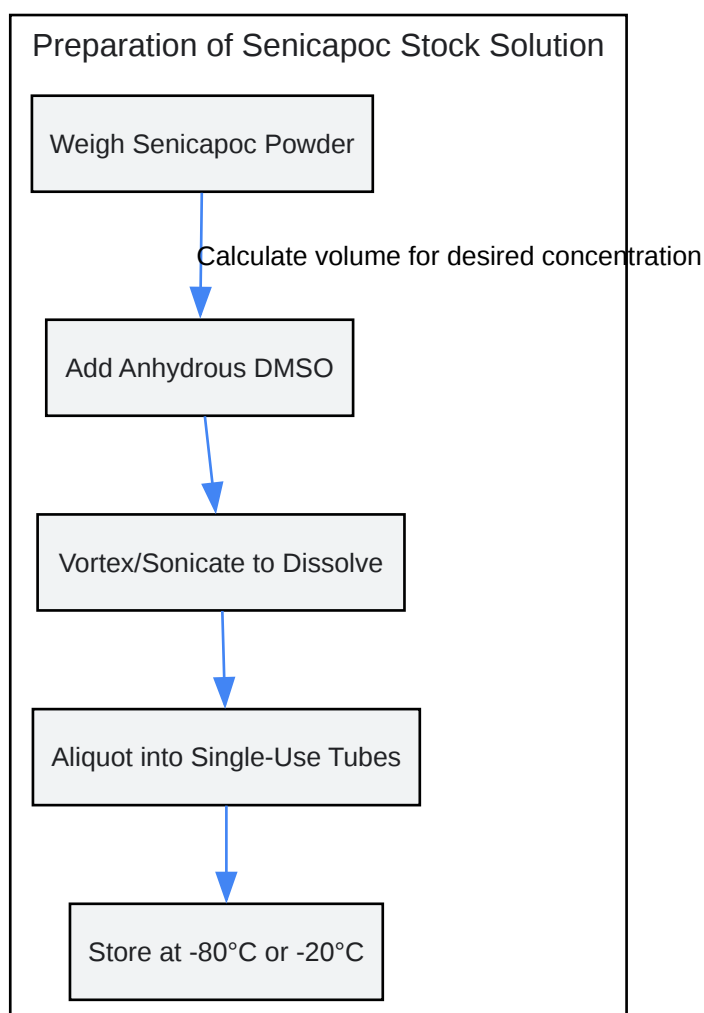 Preparation of Senicapoc Stock Solution
Weigh Senicapoc Powder
Calculate volume for desired concentration
Add Anhydrous DMSO
Vortex/Sonicate to Dissolve
Aliquot into Single-Use Tubes
Store at -80°C or -20°C